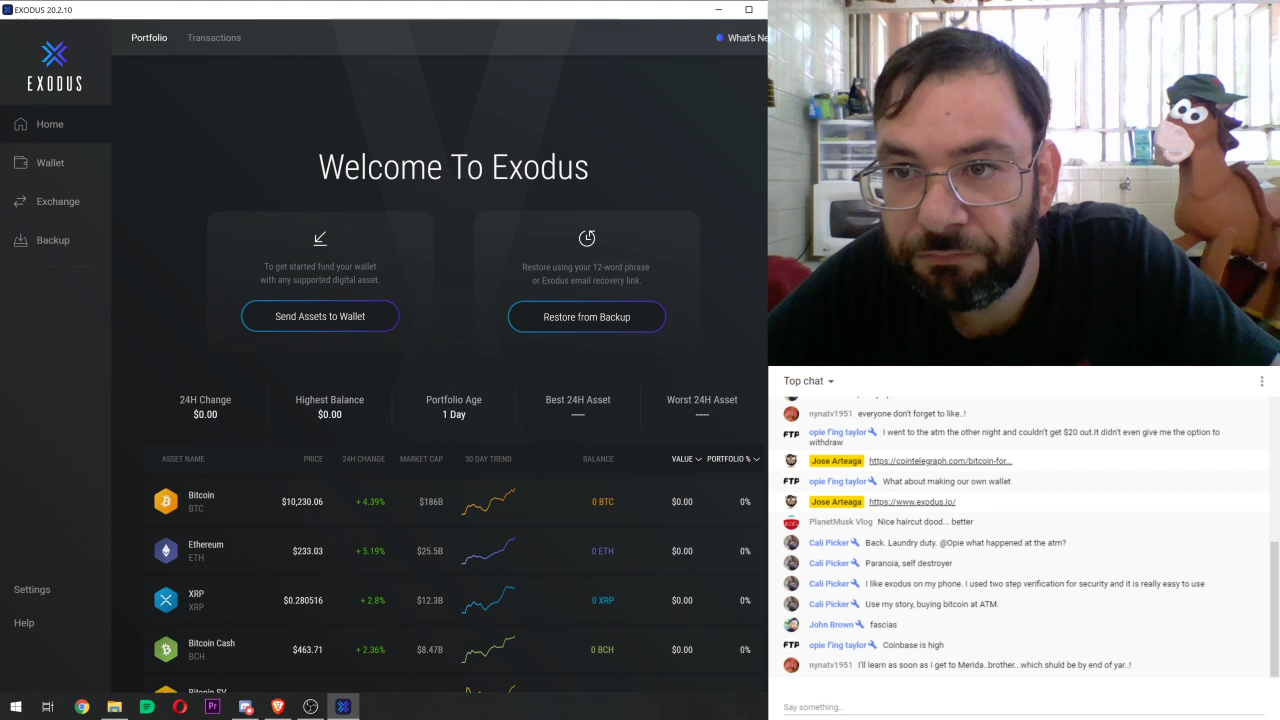 EXODUS 20.2.10
Portfolio
Transactions
What's Ne
EXODUS
Home
Wallet
Exchange
Backup
Settings
Help
Welcome To Exodus
To get started fund your wallet
with any supported digital asset.
Send Assets to Wallet
Restore using your 12-word phrase
or Exodus email recovery link.
Restore from Backup
24H Change
$0.00
Highest Balance
$0.00
Portfolio Age
1 Day
Best 24H Asset
-----
Worst 24H Asset
-----
ASSET NAME PRICE 24H CHANGE MARKET CAP 30 DAY TREND BALANCE VALUE PORTFOLIO %
Bitcoin
BTC
$10,230.06 + 4.39% $186B 0 BTC $0.00 0%
Ethereum
ETH
$233.03 + 5.19% $25.5B 0 ETH $0.00 0%
XRP
XRP
$0.280516 + 2.8% $12.3B 0 XRP $0.00 0%
Bitcoin Cash
BCH
$463.71 + 2.36% $8.47B 0 BCH $0.00 0%
Bitcoin SV
Pr
Top chat
nynatv1951 everyone don't forget to like..!
FTP opie f'ing taylor I went to the atm the other night and couldn't get $20 out.It didn't even give me the option to
withdraw
Jose Arteaga https://cointelegraph.com/bitcoin-for...
FTP opie f'ing taylor What about making our own wallet
Jose Arteaga https://www.exodus.io/
PlanetMusk Vlog Nice haircut dood... better
Cali Picker Back. Laundry duty. @Opie what happened at the atm?
Cali Picker Paranoia, self destroyer
Cali Picker I like exodus on my phone. I used two step verification for security and it is really easy to use
Cali Picker Use my story, buying bitcoin at ATM.
John Brown fascias
FTP opie f'ing taylor Coinbase is high
nynatv1951 I'll learn as soon as I get to Merida..brother...which shuld be by end of yar..!
Say something...